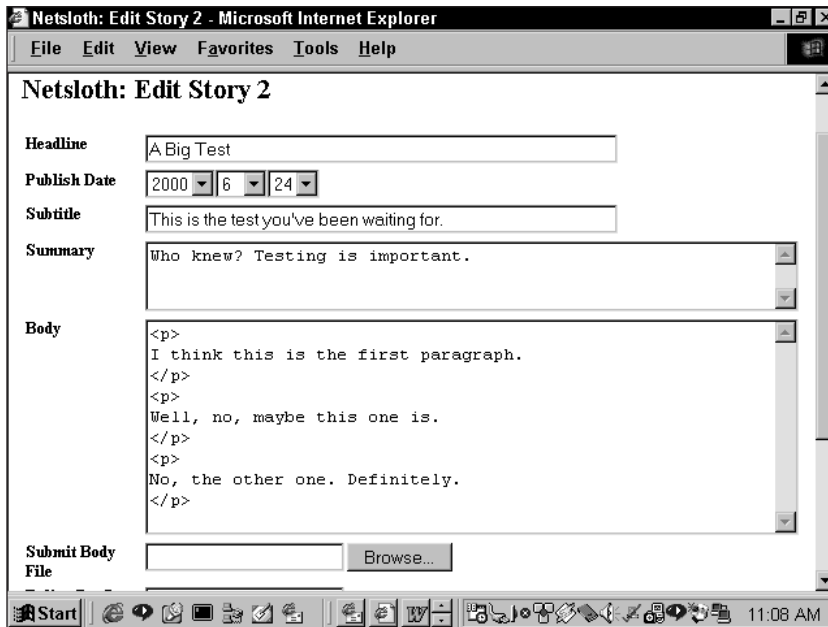 Netsloth: Edit Story 2 - Microsoft Internet Explorer
File Edit View Favorites Tools Help
Netsloth: Edit Story 2
Headline A Big Test
Publish Date 2000 6 24
Subtitle This is the test you've been waiting for.
Summary Who knew? Testing is important.
Body <p>
I think this is the first paragraph.
</p>
<p>
Well, no, maybe this one is.
</p>
<p>
No, the other one. Definitely.
</p>
Submit Body Browse...
File
Start 11:08 AM